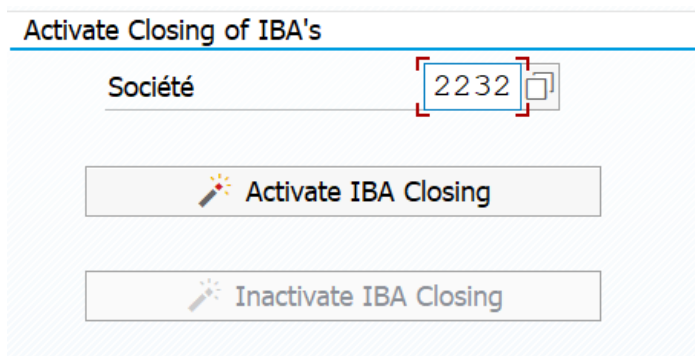 Activate Closing of IBA's
Société 2232
Activate IBA Closing
Inactivate IBA Closing